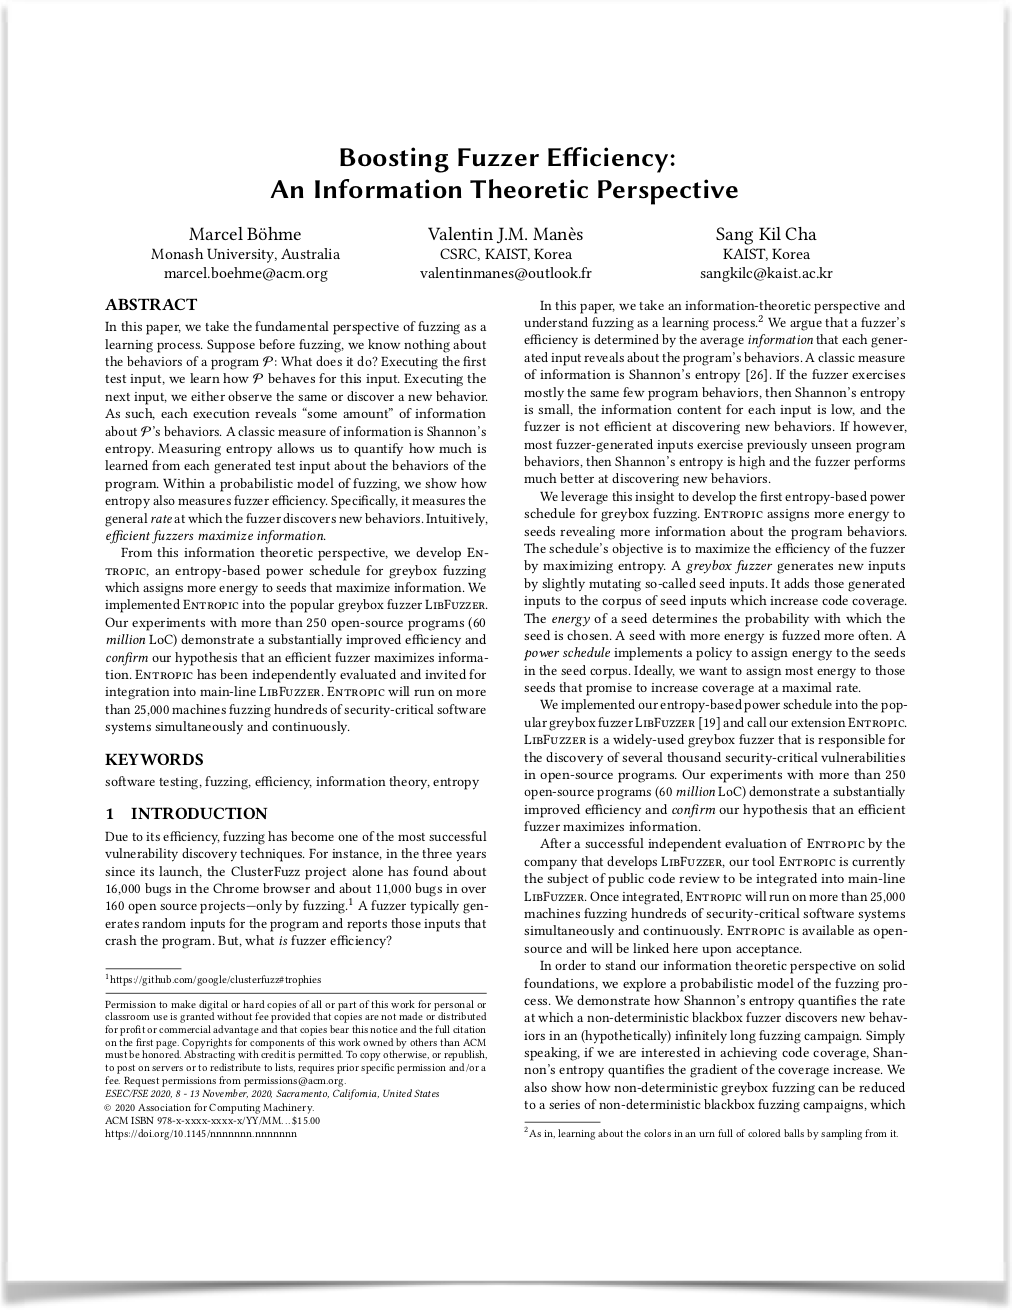 Boosting Fuzzer Efficiency:
An Information Theoretic Perspective
Marcel Böhme
Monash University, Australia
marcel.boehme@acm.org
Valentin J.M. Manès
CSRC, KAIST, Korea
valentinmanes@outlook.fr
Sang Kil Cha
KAIST, Korea
sangkilc@kaist.ac.kr
ABSTRACT
In this paper, we take the fundamental perspective of fuzzing as a
learning process. Suppose before fuzzing, we know nothing about
the behaviors of a program 𝒫: What does it do? Executing the first
test input, we learn how 𝒫 behaves for this input. Executing the
next input, we either observe the same or discover a new behavior.
As such, each execution reveals “some amount” of information
about 𝒫’s behaviors. A classic measure of information is Shannon’s
entropy. Measuring entropy allows us to quantify how much is
learned from each generated test input about the behaviors of the
program. Within a probabilistic model of fuzzing, we show how
entropy also measures fuzzer efficiency. Specifically, it measures the
general rate at which the fuzzer discovers new behaviors. Intuitively,
efficient fuzzers maximize information.
From this information theoretic perspective, we develop En-
tropic, an entropy-based power schedule for greybox fuzzing
which assigns more energy to seeds that maximize information. We
implemented Entropic into the popular greybox fuzzer LibFuzzer.
Our experiments with more than 250 open-source programs (60
million LoC) demonstrate a substantially improved efficiency and
confirm our hypothesis that an efficient fuzzer maximizes informa-
tion. Entropic has been independently evaluated and invited for
integration into main-line LibFuzzer. Entropic will run on more
than 25,000 machines fuzzing hundreds of security-critical software
systems simultaneously and continuously.
KEYWORDS
software testing, fuzzing, efficiency, information theory, entropy
1 INTRODUCTION
Due to its efficiency, fuzzing has become one of the most successful
vulnerability discovery techniques. For instance, in the three years
since its launch, the ClusterFuzz project alone has found about
16,000 bugs in the Chrome browser and about 11,000 bugs in over
160 open source projects—only by fuzzing.¹ A fuzzer typically gen-
erates random inputs for the program and reports those inputs that
crash the program. But, what is fuzzer efficiency?
¹https://github.com/google/clusterfuzz#trophies
Permission to make digital or hard copies of all or part of this work for personal or
classroom use is granted without fee provided that copies are not made or distributed
for profit or commercial advantage and that copies bear this notice and the full citation
on the first page. Copyrights for components of this work owned by others than ACM
must be honored. Abstracting with credit is permitted. To copy otherwise, or republish,
to post on servers or to redistribute to lists, requires prior specific permission and/or a
fee. Request permissions from permissions@acm.org.
ESEC/FSE 2020, 8 - 13 November, 2020, Sacramento, California, United States
© 2020 Association for Computing Machinery.
ACM ISBN 978-x-xxxx-xxxx-x/YY/MM...$15.00
https://doi.org/10.1145/nnnnnnn.nnnnnnn
In this paper, we take an information-theoretic perspective and
understand fuzzing as a learning process.² We argue that a fuzzer’s
efficiency is determined by the average information that each gener-
ated input reveals about the program’s behaviors. A classic measure
of information is Shannon’s entropy [26]. If the fuzzer exercises
mostly the same few program behaviors, then Shannon’s entropy
is small, the information content for each input is low, and the
fuzzer is not efficient at discovering new behaviors. If however,
most fuzzer-generated inputs exercise previously unseen program
behaviors, then Shannon’s entropy is high and the fuzzer performs
much better at discovering new behaviors.
We leverage this insight to develop the first entropy-based power
schedule for greybox fuzzing. Entropic assigns more energy to
seeds revealing more information about the program behaviors.
The schedule’s objective is to maximize the efficiency of the fuzzer
by maximizing entropy. A greybox fuzzer generates new inputs
by slightly mutating so-called seed inputs. It adds those generated
inputs to the corpus of seed inputs which increase code coverage.
The energy of a seed determines the probability with which the
seed is chosen. A seed with more energy is fuzzed more often. A
power schedule implements a policy to assign energy to the seeds
in the seed corpus. Ideally, we want to assign most energy to those
seeds that promise to increase coverage at a maximal rate.
We implemented our entropy-based power schedule into the pop-
ular greybox fuzzer LibFuzzer [19] and call our extension Entropic.
LibFuzzer is a widely-used greybox fuzzer that is responsible for
the discovery of several thousand security-critical vulnerabilities
in open-source programs. Our experiments with more than 250
open-source programs (60 million LoC) demonstrate a substantially
improved efficiency and confirm our hypothesis that an efficient
fuzzer maximizes information.
After a successful independent evaluation of Entropic by the
company that develops LibFuzzer, our tool Entropic is currently
the subject of public code review to be integrated into main-line
LibFuzzer. Once integrated, Entropic will run on more than 25,000
machines fuzzing hundreds of security-critical software systems
simultaneously and continuously. Entropic is available as open-
source and will be linked here upon acceptance.
In order to stand our information theoretic perspective on solid
foundations, we explore a probabilistic model of the fuzzing pro-
cess. We demonstrate how Shannon’s entropy quantifies the rate
at which a non-deterministic blackbox fuzzer discovers new behav-
iors in an (hypothetically) infinitely long fuzzing campaign. Simply
speaking, if we are interested in achieving code coverage, Shan-
non’s entropy quantifies the gradient of the coverage increase. We
also show how non-deterministic greybox fuzzing can be reduced
to a series of non-deterministic blackbox fuzzing campaigns, which
²As in, learning about the colors in an urn full of colored balls by sampling from it.